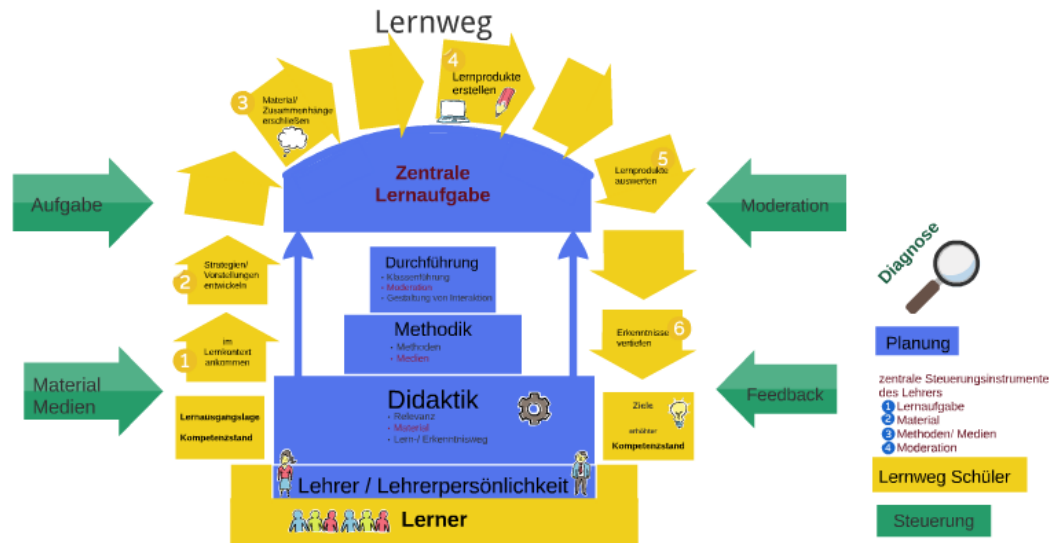 Lernweg
4
Lernprodukte
erstellen
3
Material/
Zusammenhänge
erschließen
5
Lernprodukte
auswerten
Zentrale
Lernaufgabe
Aufgabe
Moderation
2
Strategien/
Vorstellungen
entwickeln
Durchführung
- Klassenführung
- Moderation
- Gestaltung von Interaktion
Diagnose
1
im
Lernkontext
ankommen
Methodik
- Methoden
- Medien
6
Erkenntnisse
vertiefen
Planung
Material
Medien
Feedback
Lernausgangslage
Kompetenzstand
Didaktik
- Relevanz
- Material
- Lern-/ Erkenntnisweg
Ziele
erhöhter
Kompetenzstand
zentrale Steuerungsinstrumente
des Lehrers
1 Lernaufgabe
2 Material
3 Methoden/ Medien
4 Moderation
Lehrer / Lehrerpersönlichkeit
Lerner
Lernweg Schüler
Steuerung